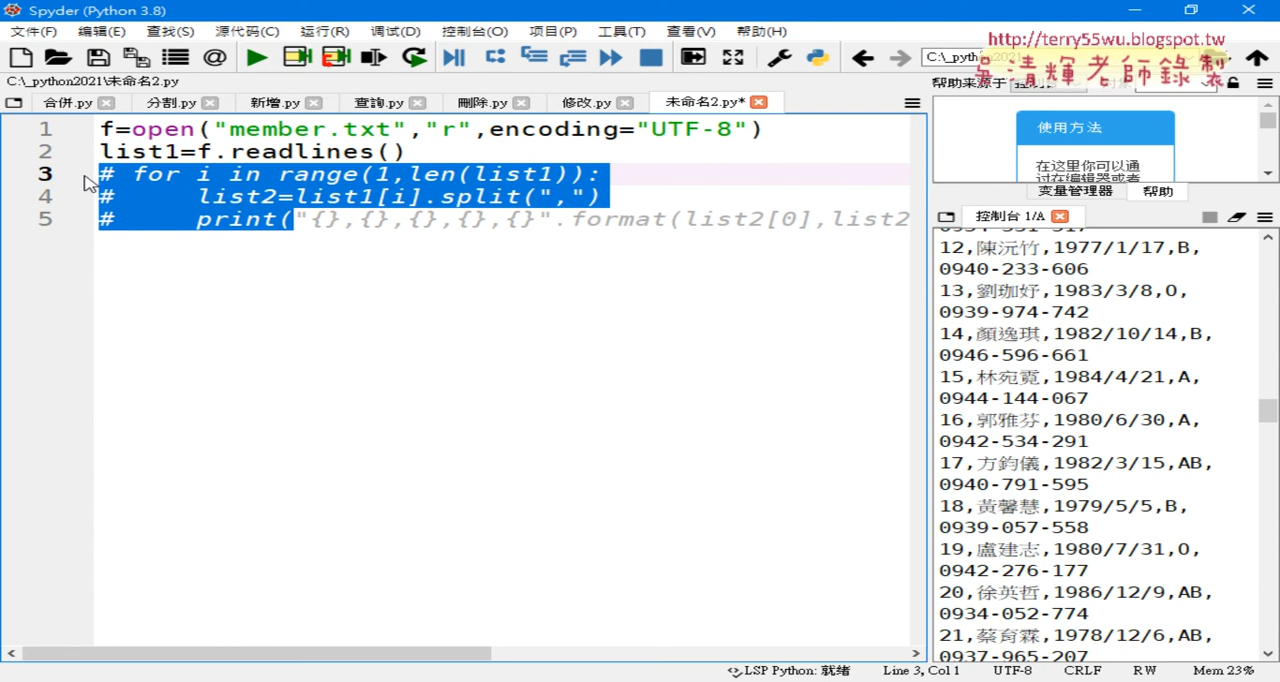 Spyder (Python 3.8)
文件(F) 编辑(E) 查找(S) 源代码(C) 运行(R) 调试(D) 控制台(O) 项目(P) 工具(T) 查看(V) 帮助(H)
http://terry55wu.blogspot.tw
吳清輝老師錄製
C:\_python2021\未命名2.py
帮助来源于 控制台
合併.py 分割.py 新增.py 查詢.py 刪除.py 修改.py 未命名2.py*
1 f=open("member.txt","r",encoding="UTF-8")
2 list1=f.readlines()
3 # for i in range(1,len(list1)):
4 #     list2=list1[i].split(",")
5 #     print("{},{},{},{},{}".format(list2[0],list2
使用方法
在这里你可以通
过在编辑器或者
变量管理器 帮助
控制台 1/A
12,陳沅竹,1977/1/17,B,
0940-233-606
13,劉珈妤,1983/3/8,O,
0939-974-742
14,顏逸琪,1982/10/14,B,
0946-596-661
15,林宛霓,1984/4/21,A,
0944-144-067
16,郭雅芬,1980/6/30,A,
0942-534-291
17,方鈞儀,1982/3/15,AB,
0940-791-595
18,黃馨慧,1979/5/5,B,
0939-057-558
19,盧建志,1980/7/31,O,
0942-276-177
20,徐英哲,1986/12/9,AB,
0934-052-774
21,蔡育霖,1978/12/6,AB,
0937-965-207
LSP Python: 就绪 Line 3, Col 1 UTF-8 CRLF RW Mem 23%